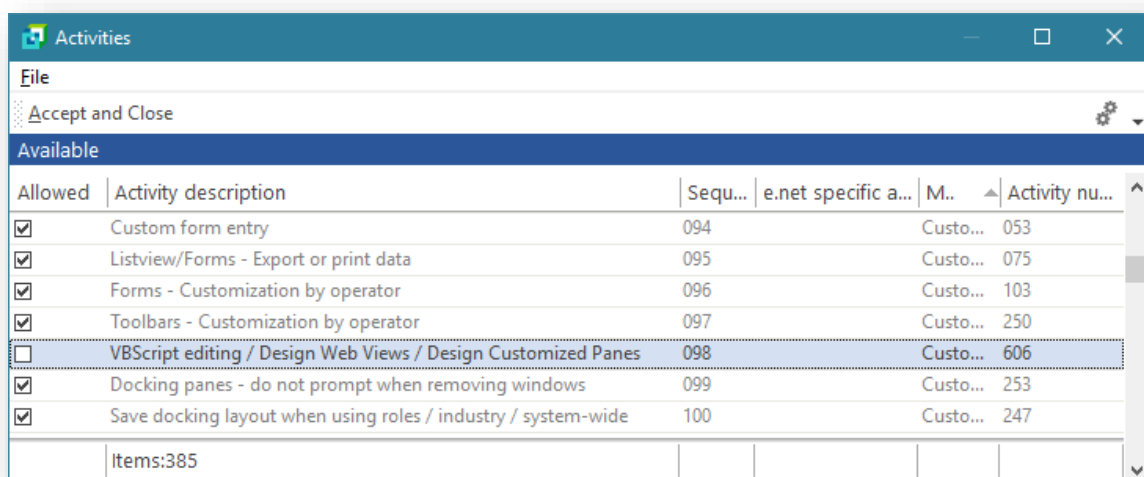 Activities
File
Accept and Close
Available
Allowed Activity description Sequ... e.net specific a... M.. Activity nu...
Custom form entry 094 Custo... 053
Listview/Forms - Export or print data 095 Custo... 075
Forms - Customization by operator 096 Custo... 103
Toolbars - Customization by operator 097 Custo... 250
VBScript editing / Design Web Views / Design Customized Panes 098 Custo... 606
Docking panes - do not prompt when removing windows 099 Custo... 253
Save docking layout when using roles / industry / system-wide 100 Custo... 247
Items:385